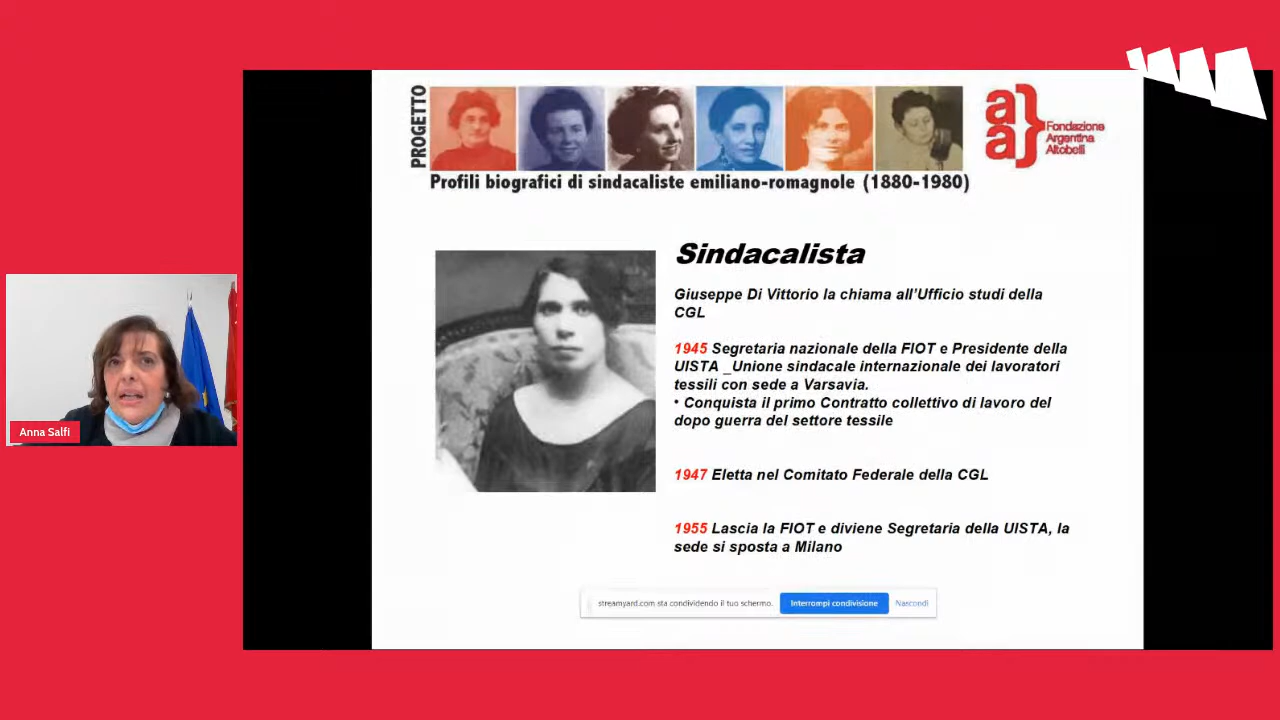 PROGETTO
Profili biografici di sindacaliste emiliano-romagnole (1880-1980)
aa}
Fondazione
Argentina
Altobelli
Sindacalista
Giuseppe Di Vittorio la chiama all'Ufficio studi della
CGL
1945 Segretaria nazionale della FIOT e Presidente della
UISTA _Unione sindacale internazionale dei lavoratori
tessili con sede a Varsavia.
• Conquista il primo Contratto collettivo di lavoro del
dopo guerra del settore tessile
1947 Eletta nel Comitato Federale della CGL
1955 Lascia la FIOT e diviene Segretaria della UISTA, la
sede si sposta a Milano
streamyard.com sta condividendo il tuo schermo.
Interrompi condivisione
Nascondi
Anna Salfi